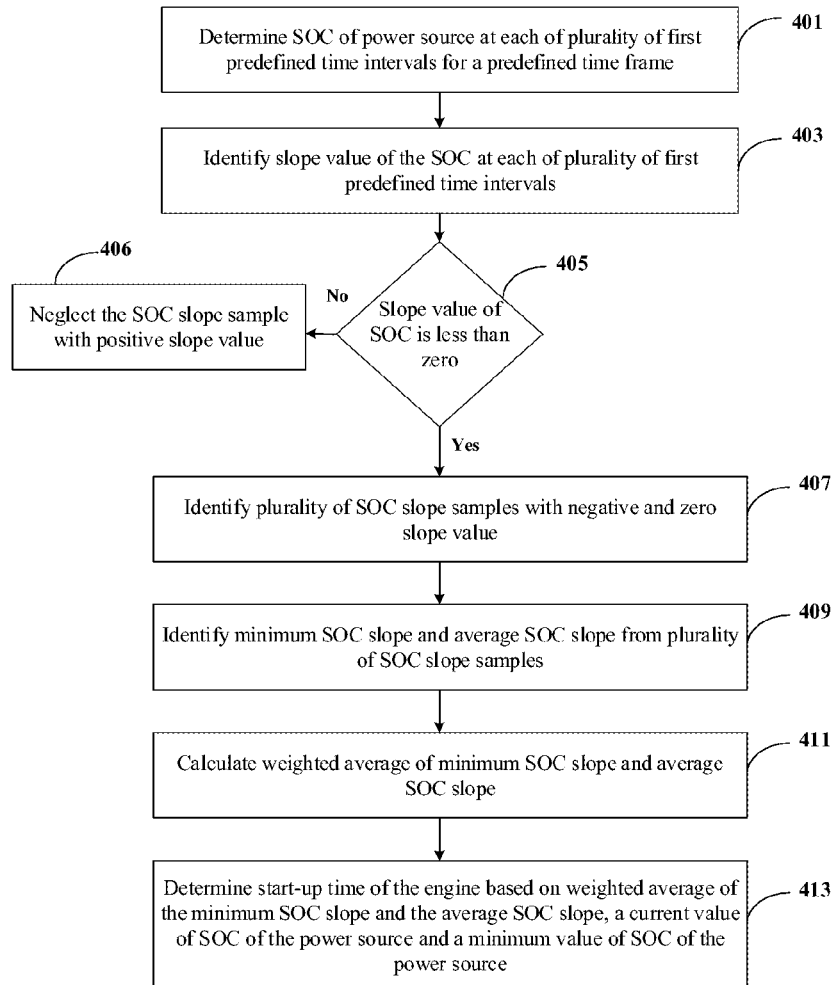 Determine SOC of power source at each of plurality of first
predefined time intervals for a predefined time frame
401
Identify slope value of the SOC at each of plurality of first
predefined time intervals
403
Slope value of
SOC is less than
zero
405
No
Neglect the SOC slope sample
with positive slope value
406
Yes
Identify plurality of SOC slope samples with negative and zero
slope value
407
Identify minimum SOC slope and average SOC slope from plurality
of SOC slope samples
409
Calculate weighted average of minimum SOC slope and average
SOC slope
411
Determine start-up time of the engine based on weighted average of
the minimum SOC slope and the average SOC slope, a current value
of SOC of the power source and a minimum value of SOC of the
power source
413